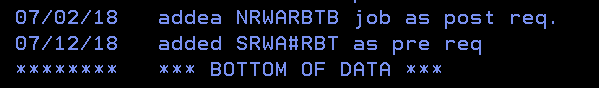 07/02/18 addea NRWARBTB job as post req.
07/12/18 added SRWA#RBT as pre req
******** *** BOTTOM OF DATA ***